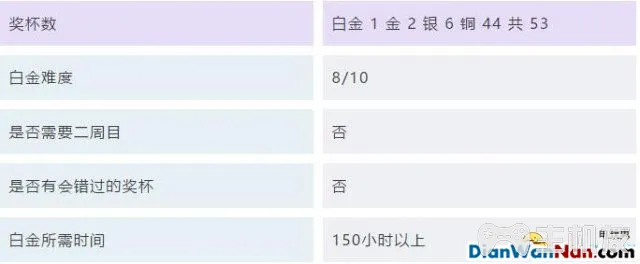 奖杯数 白金 1 金 2 银 6 铜 44 共 53
白金难度 8/10
是否需要二周目 否
是否有会错过的奖杯 否
白金所需时间 150小时以上
DianWanNan.com